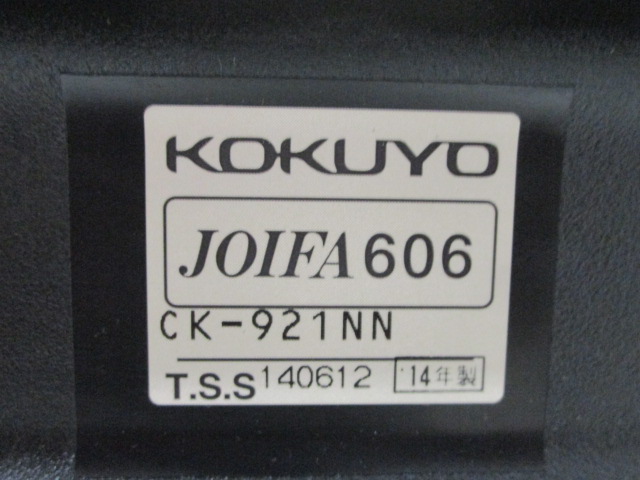 KOKUYO
JOIFA 606
CK-921NN
T.S.S 140612 '14年製